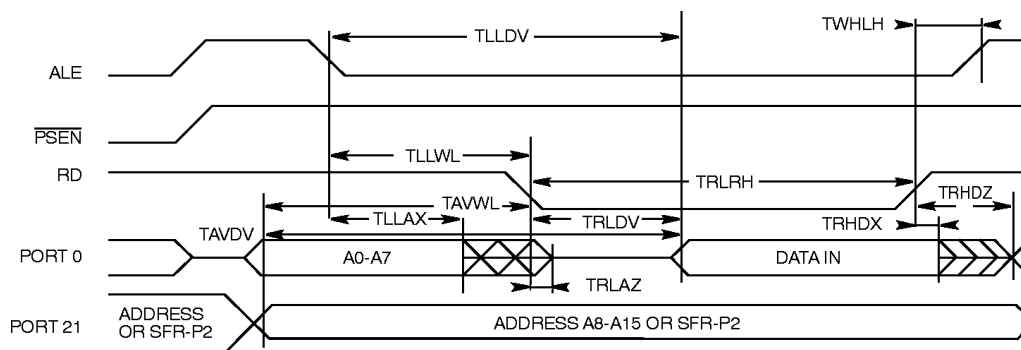 TWHLH
TLLDV
ALE
PSEN
TLLWL
RD
TRLRH
TRHDZ
TAVWL
TLLAX
TRLDV
TRHDX
TAVDV
PORT 0
A0-A7
DATA IN
TRLAZ
ADDRESS
OR SFR-P2
PORT 21
ADDRESS A8-A15 OR SFR-P2